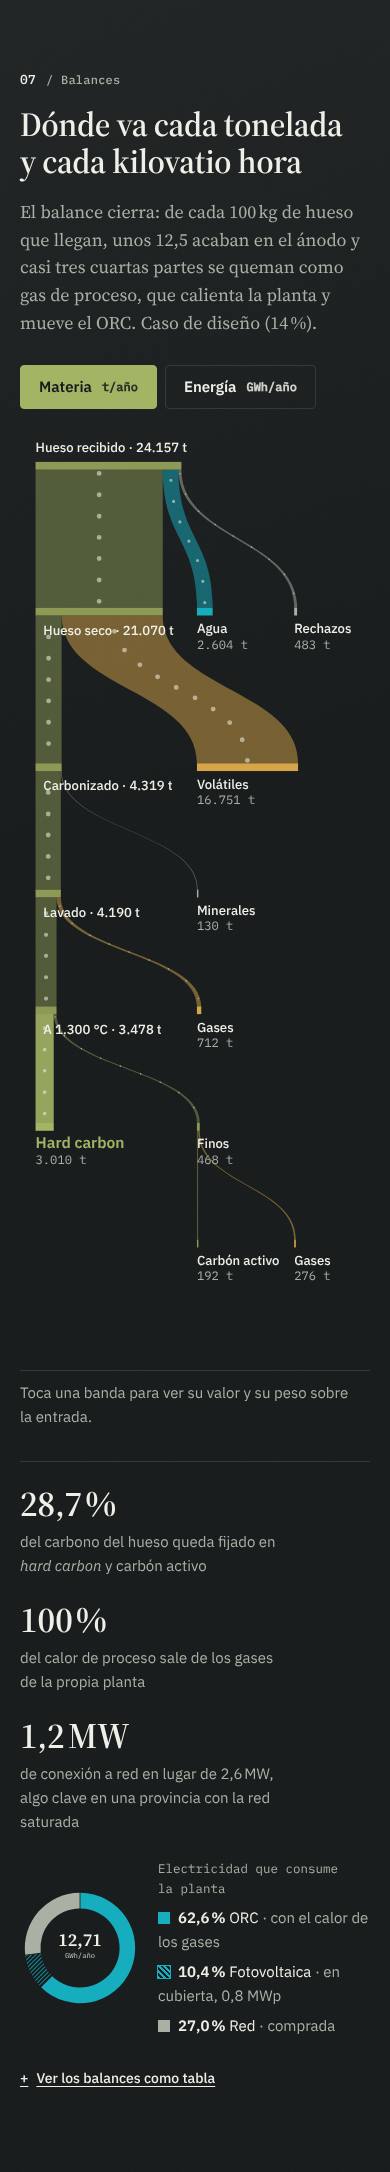 07 / Balances
Dónde va cada tonelada
y cada kilovatio hora
El balance cierra: de cada 100 kg de hueso
que llegan, unos 12,5 acaban en el ánodo y
casi tres cuartas partes se queman como
gas de proceso, que calienta la planta y
mueve el ORC. Caso de diseño (14 %).
Materia t/año Energía GWh/año
Hueso recibido · 24.157 t
Hueso seco · 21.070 t Agua Rechazos
2.604 t 483 t
Carbonizado · 4.319 t Volátiles
16.751 t
Lavado · 4.190 t Minerales
130 t
A 1,300 °C · 3.478 t Gases
712 t
Hard carbon Finos
3.010 t 468 t
Carbón activo Gases
192 t 276 t
Toca una banda para ver su valor y su peso sobre
la entrada.
28,7 %
del carbono del hueso queda fijado en
hard carbon y carbón activo
100 %
del calor de proceso sale de los gases
de la propia planta
1,2 MW
de conexión a red en lugar de 2,6 MW,
algo clave en una provincia con la red
saturada
Electricidad que consume
la planta
12,71
GWh/año
62,6 % ORC · con el calor de
los gases
10,4 % Fotovoltaica · en
cubierta, 0,8 MWp
27,0 % Red · comprada
+ Ver los balances como tabla